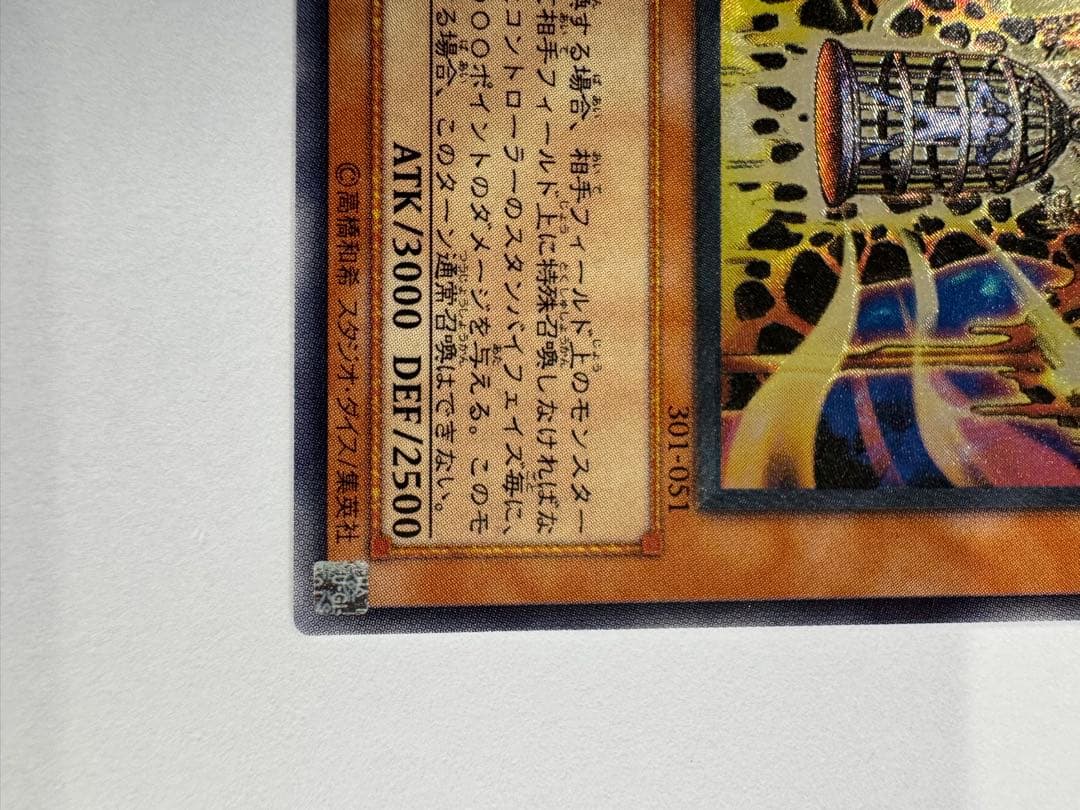 301-051
する場合、相手フィールド上のモンスター
相手フィールド上に特殊召喚しなければな
コントローラーのスタンバイフェイズ毎に、
○○○ポイントのダメージを与える。このモ
る場合、このターン通常召喚はできない。
ATK/3000 DEF/2500
©高橋和希 スタジオ・ダイス/集英社